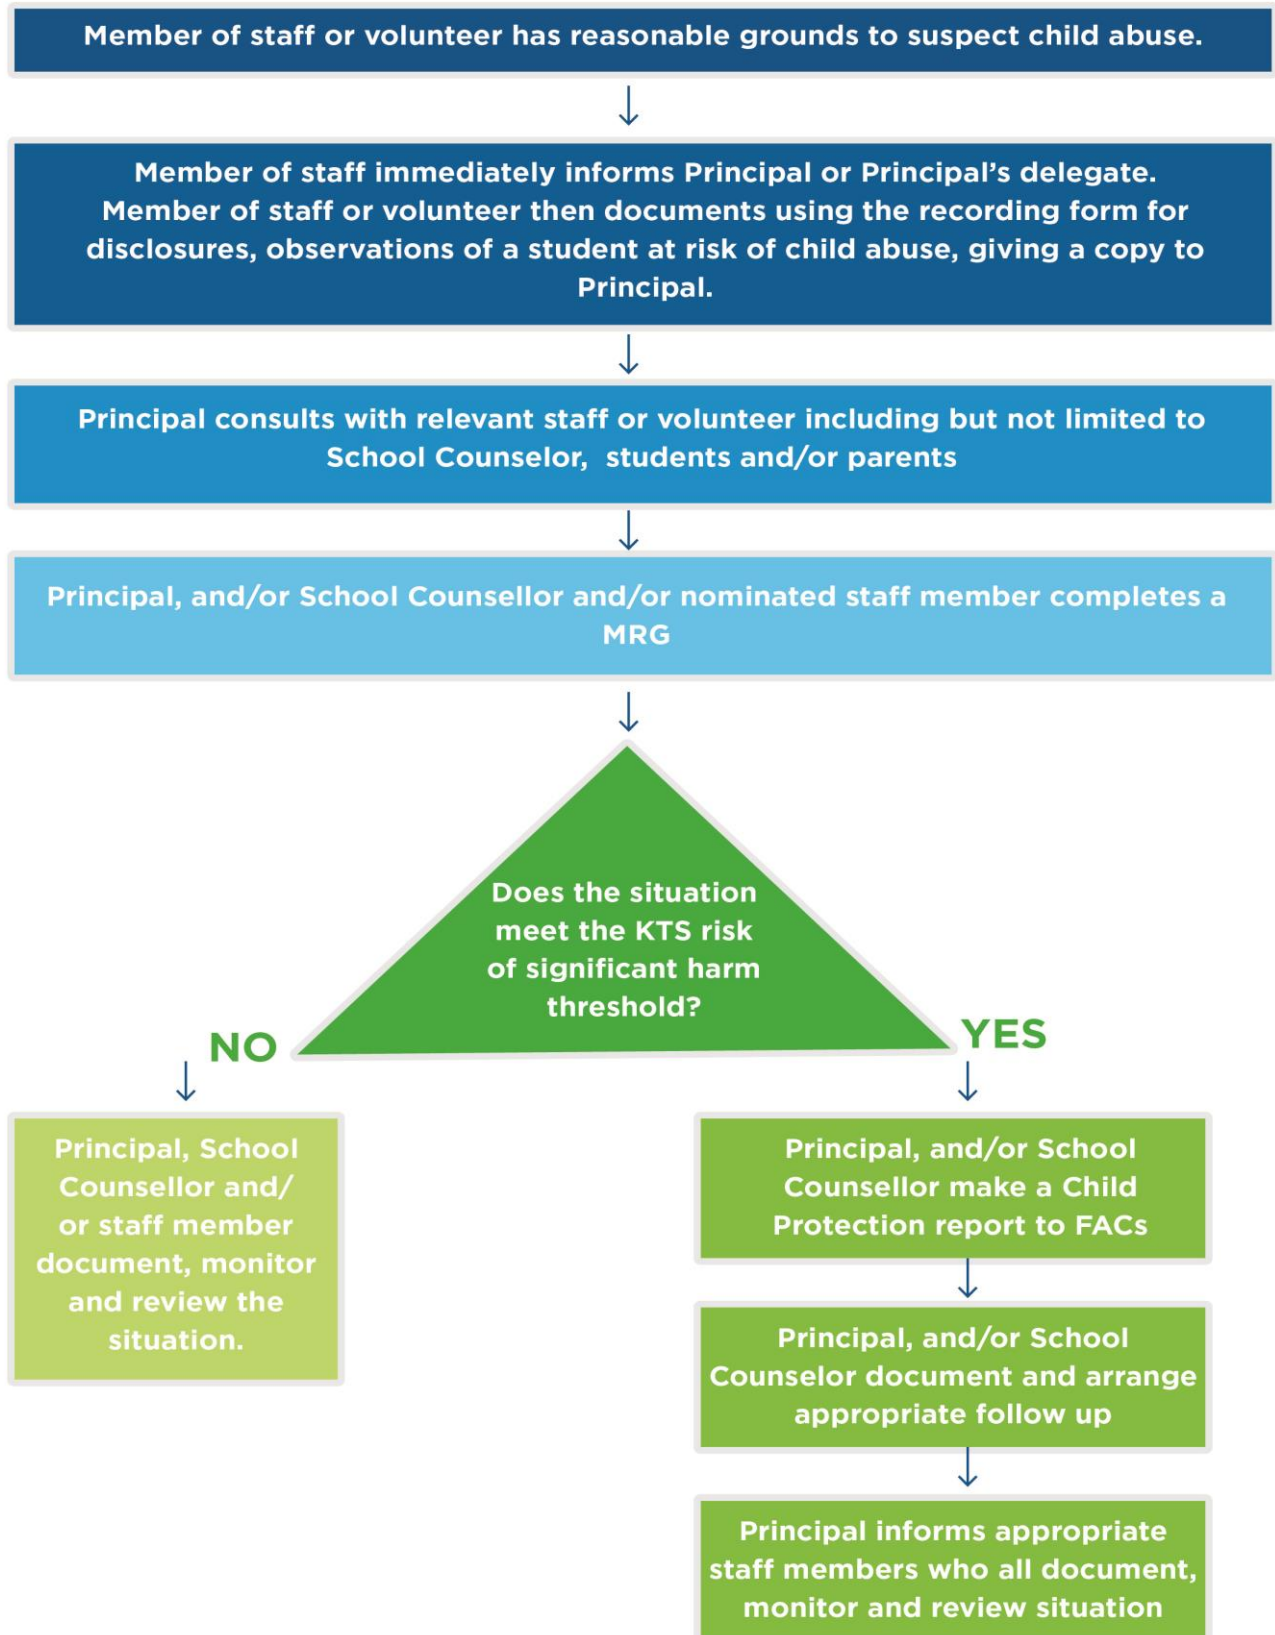 Member of staff or volunteer has reasonable grounds to suspect child abuse.
Member of staff immediately informs Principal or Principal’s delegate.
Member of staff or volunteer then documents using the recording form for
disclosures, observations of a student at risk of child abuse, giving a copy to
Principal.
Principal consults with relevant staff or volunteer including but not limited to
School Counselor, students and/or parents
Principal, and/or School Counsellor and/or nominated staff member completes a
MRG
Does the situation
meet the KTS risk
of significant harm
threshold?
NO
YES
Principal, School
Counsellor and/
or staff member
document, monitor
and review the
situation.
Principal, and/or School
Counsellor make a Child
Protection report to FACs
Principal, and/or School
Counselor document and arrange
appropriate follow up
Principal informs appropriate
staff members who all document,
monitor and review situation